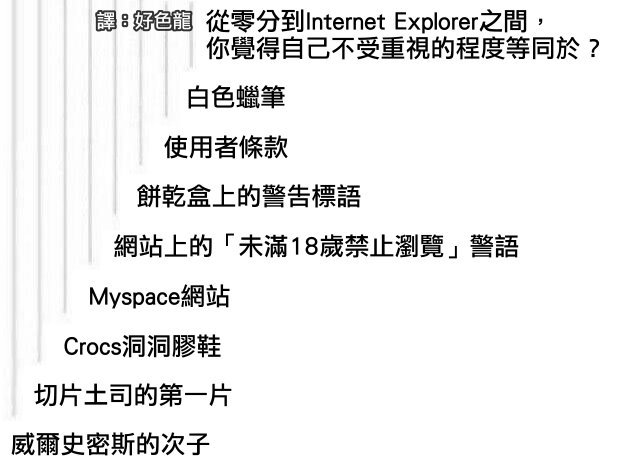 譯:好色龍 從零分到Internet Explorer之間,
你覺得自己不受重視的程度等同於?
白色蠟筆
使用者條款
餅乾盒上的警告標語
網站上的「未滿18歲禁止瀏覽」警語
Myspace網站
Crocs洞洞膠鞋
切片土司的第一片
威爾史密斯的次子